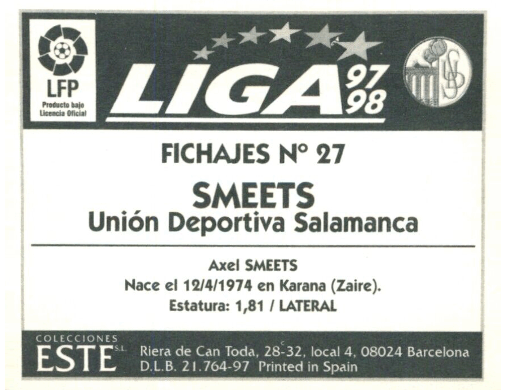 LFP
Producto bajo
Licencia Oficial
LIGA 97
98
FICHAJES Nº 27
SMEETS
Unión Deportiva Salamanca
Axel SMEETS
Nace el 12/4/1974 en Karana (Zaire).
Estatura: 1,81 / LATERAL
COLECCIONES
ESTE S.L.
Riera de Can Toda, 28-32, local 4, 08024 Barcelona
D.L.B. 21.764-97 Printed in Spain